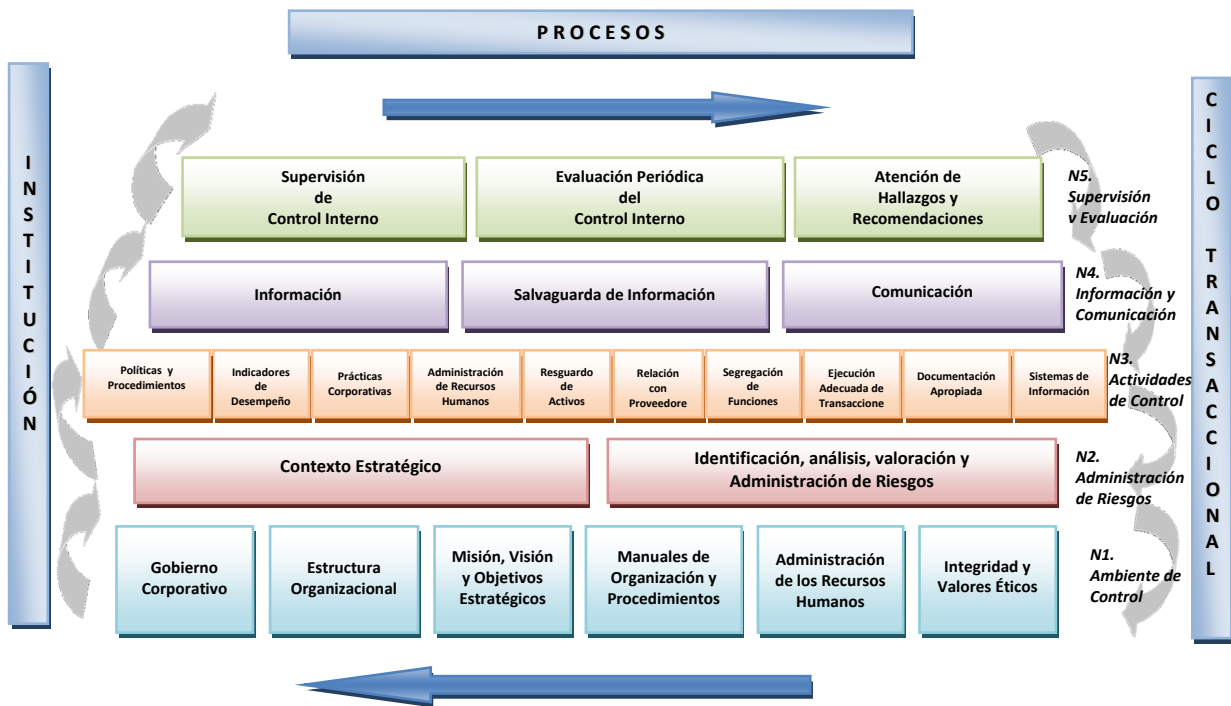 PROCESOS
INSTITUCIÓN
CICLO TRANSACCIONAL
Supervisión
de
Control Interno
Evaluación Periódica
del
Control Interno
Atención de
Hallazgos y
Recomendaciones
N5.
Supervisión
v Evaluación
Información
Salvaguarda de Información
Comunicación
N4.
Información y
Comunicación
Políticas y
Procedimientos
Indicadores
de
Desempeño
Prácticas
Corporativas
Administración
de Recursos
Humanos
Resguardo
de
Activos
Relación
con
Proveedore
Segregación
de
Funciones
Ejecución
Adecuada de
Transaccione
Documentación
Apropiada
Sistemas de
Información
N3.
Actividades
de Control
Contexto Estratégico
Identificación, análisis, valoración y
Administración de Riesgos
N2.
Administración
de Riesgos
Gobierno
Corporativo
Estructura
Organizacional
Misión, Visión
y Objetivos
Estratégicos
Manuales de
Organización y
Procedimientos
Administración
de los Recursos
Humanos
Integridad y
Valores Éticos
N1.
Ambiente de
Control